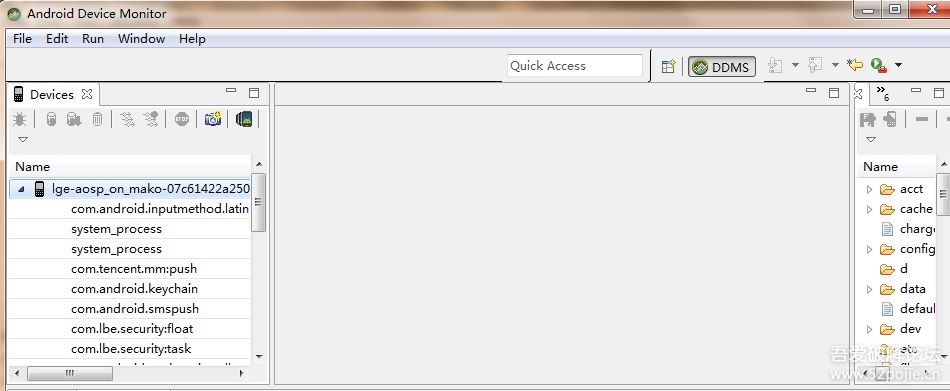 Android Device Monitor
File Edit Run Window Help
Quick Access
DDMS
Devices
6
STOP
Name
lge-aosp_on_mako-07c61422a250
com.android.inputmethod.latin
system_process
system_process
com.tencent.mm:push
com.android.keychain
com.android.smspush
com.lbe.security:float
com.lbe.security:task
Name
acct
cache
charge
config
d
data
defaul
dev
etc
吾爱破解论坛
www.52pojie.cn